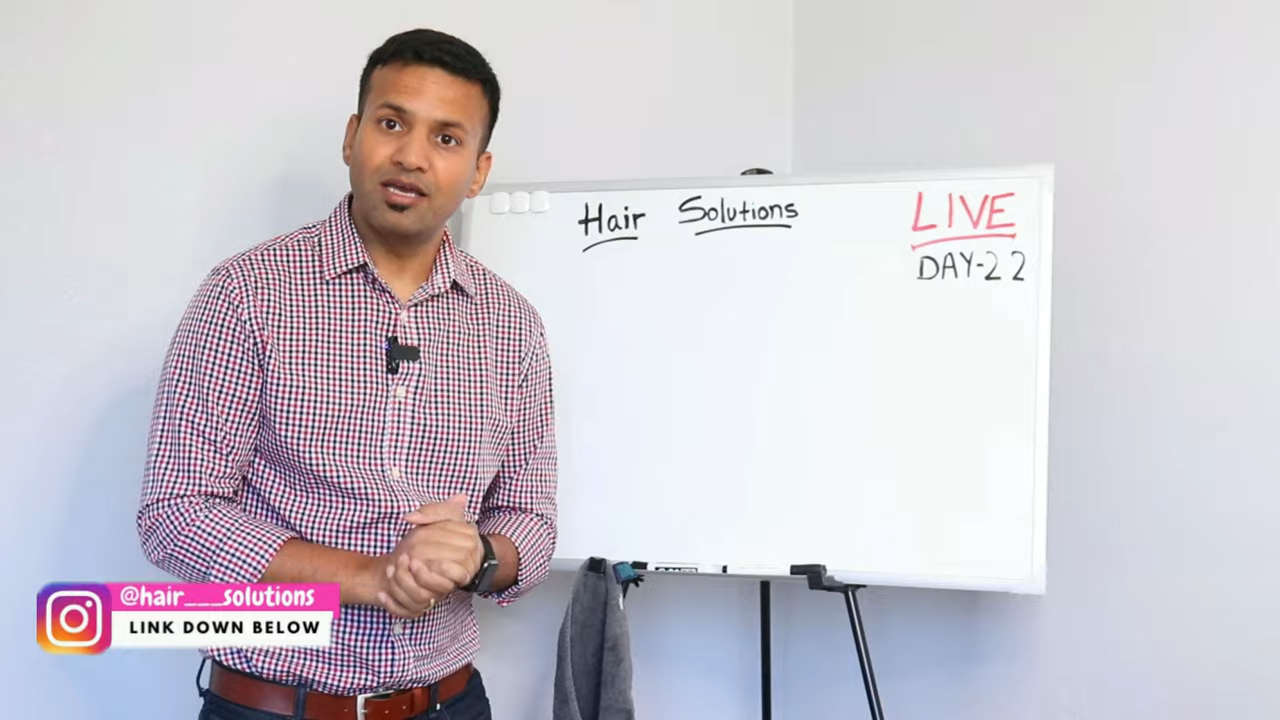 Hair Solutions
LIVE
DAY-22
@hair___solutions
LINK DOWN BELOW